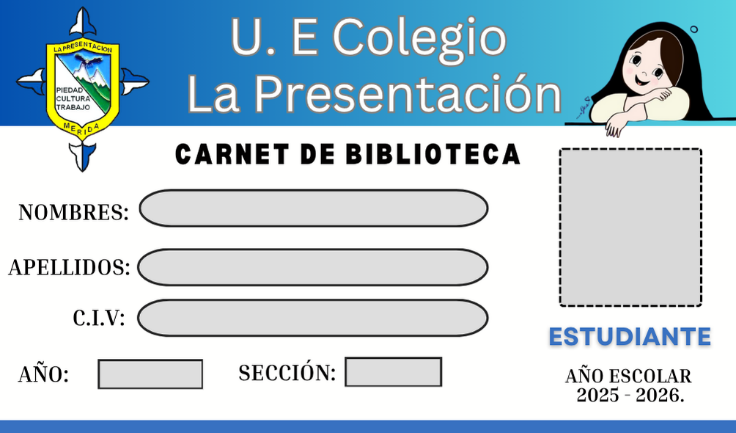 U. E Colegio
La Presentación
LA PRESENTACIÓN
PIEDAD
CULTURA
TRABAJO
MERIDA
CARNET DE BIBLIOTECA
NOMBRES:
APELLIDOS:
C.I.V:
AÑO:
SECCIÓN:
ESTUDIANTE
AÑO ESCOLAR
2025 - 2026.